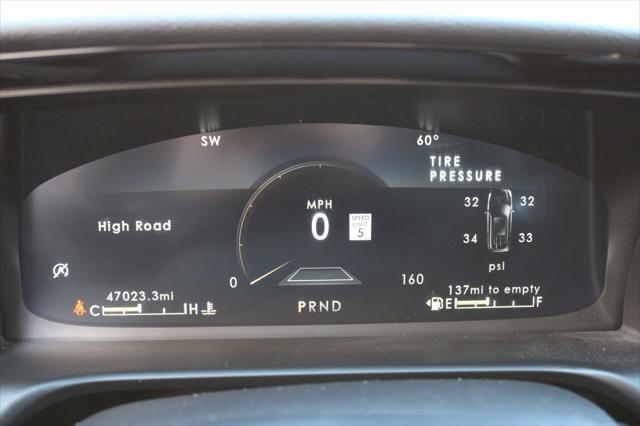 SW
60°
TIRE
PRESSURE
32 32
34 33
psi
High Road
MPH
0
SPEED
LIMIT
5
0
160
47023.3mi
C H
PRND
137mi to empty
E F